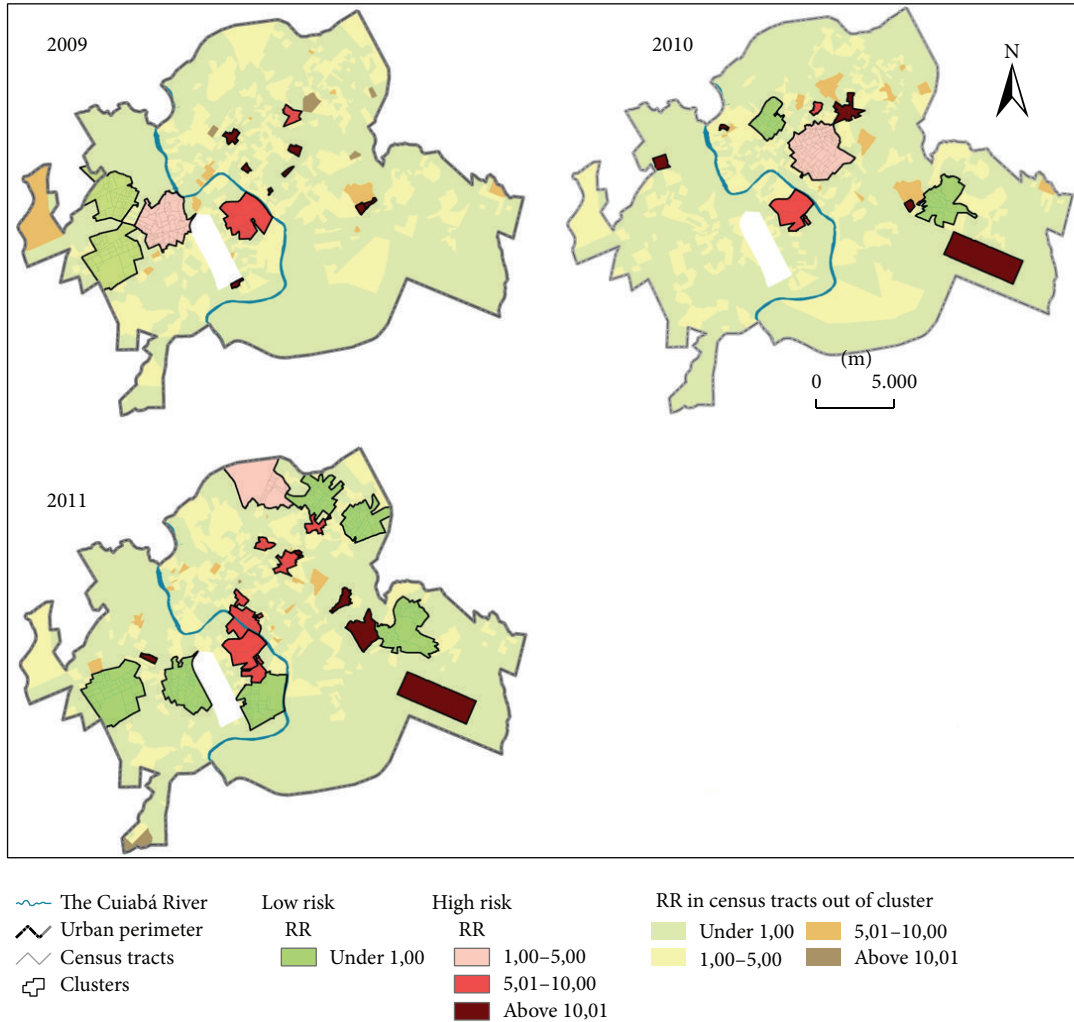 2009
2010
N
(m)
0 5.000
2011
The Cuiabá River
Urban perimeter
Census tracts
Clusters
Low risk
RR
Under 1,00
High risk
RR
1,00–5,00
5,01–10,00
Above 10,01
RR in census tracts out of cluster
Under 1,00
1,00–5,00
5,01–10,00
Above 10,01